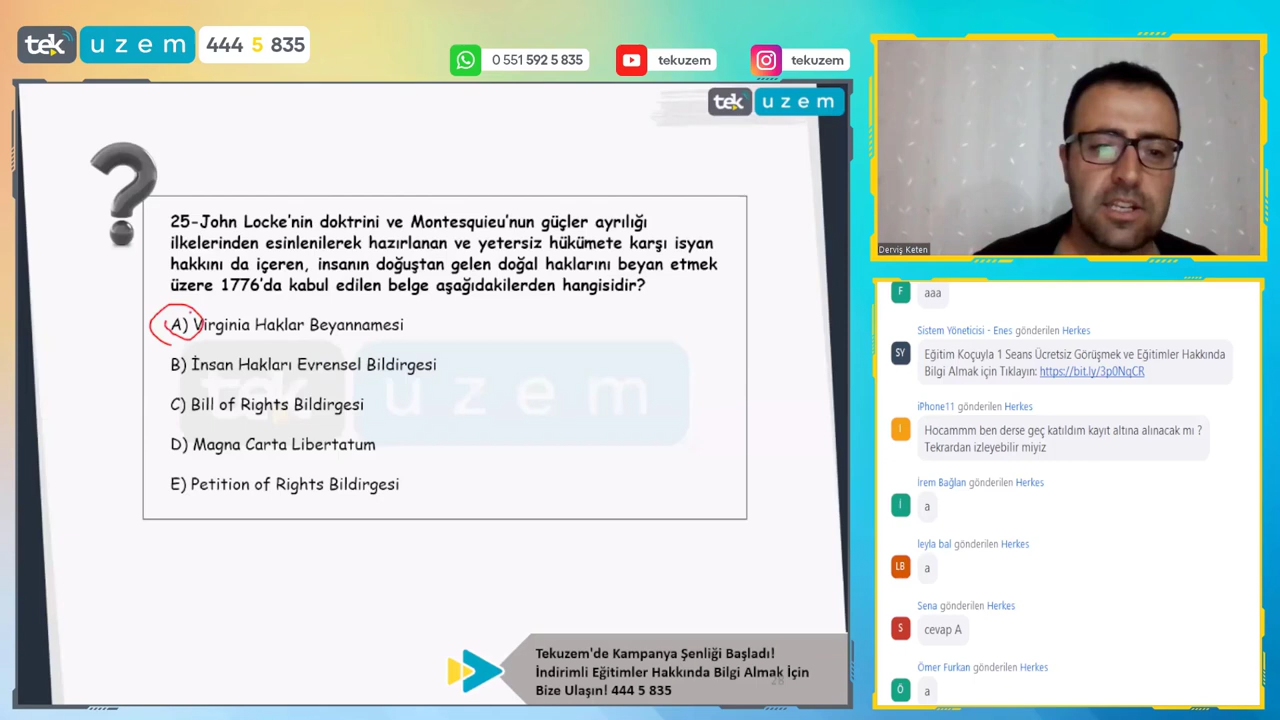 tek uzem 444 5 835
0 551 592 5 835
tekuzem
tekuzem
tek uzem
25-John Locke'nin doktrini ve Montesquieu'nun güçler ayrılığı
ilkelerinden esinlenilerek hazırlanan ve yetersiz hükümete karşı isyan
hakkını da içeren, insanın doğuştan gelen doğal haklarını beyan etmek
üzere 1776'da kabul edilen belge aşağıdakilerden hangisidir?
A) Virginia Haklar Beyannamesi
B) İnsan Hakları Evrensel Bildirgesi
C) Bill of Rights Bildirgesi
D) Magna Carta Libertatum
E) Petition of Rights Bildirgesi
tek uzem
Tekuzem'de Kampanya Şenliği Başladı!
İndirimli Eğitimler Hakkında Bilgi Almak İçin
Bize Ulaşın! 444 5 835
28
Derviş Keten
F
aaa
Sistem Yöneticisi - Enes gönderilen Herkes
SY
Eğitim Koçuyla 1 Seans Ücretsiz Görüşmek ve Eğitimler Hakkında
Bilgi Almak için Tıklayın: https://bit.ly/3p0NqCR
iPhone11 gönderilen Herkes
I
Hocammm ben derse geç katıldım kayıt altına alınacak mı ?
Tekrardan izleyebilir miyiz
İrem Bağlan gönderilen Herkes
İ
a
leyla bal gönderilen Herkes
LB
a
Sena gönderilen Herkes
S
cevap A
Ömer Furkan gönderilen Herkes
Ö
a